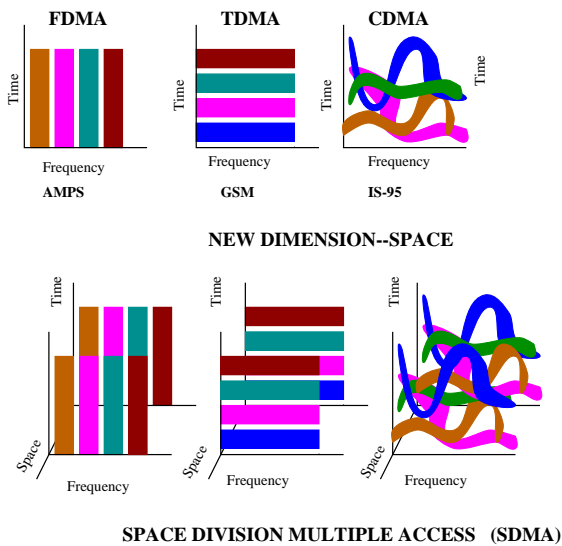 FDMA TDMA CDMA
Time Time Time Time
Frequency Frequency Frequency
AMPS GSM IS-95
NEW DIMENSION--SPACE
Time Time Time
Space Space Space
Frequency Frequency Frequency
SPACE DIVISION MULTIPLE ACCESS (SDMA)